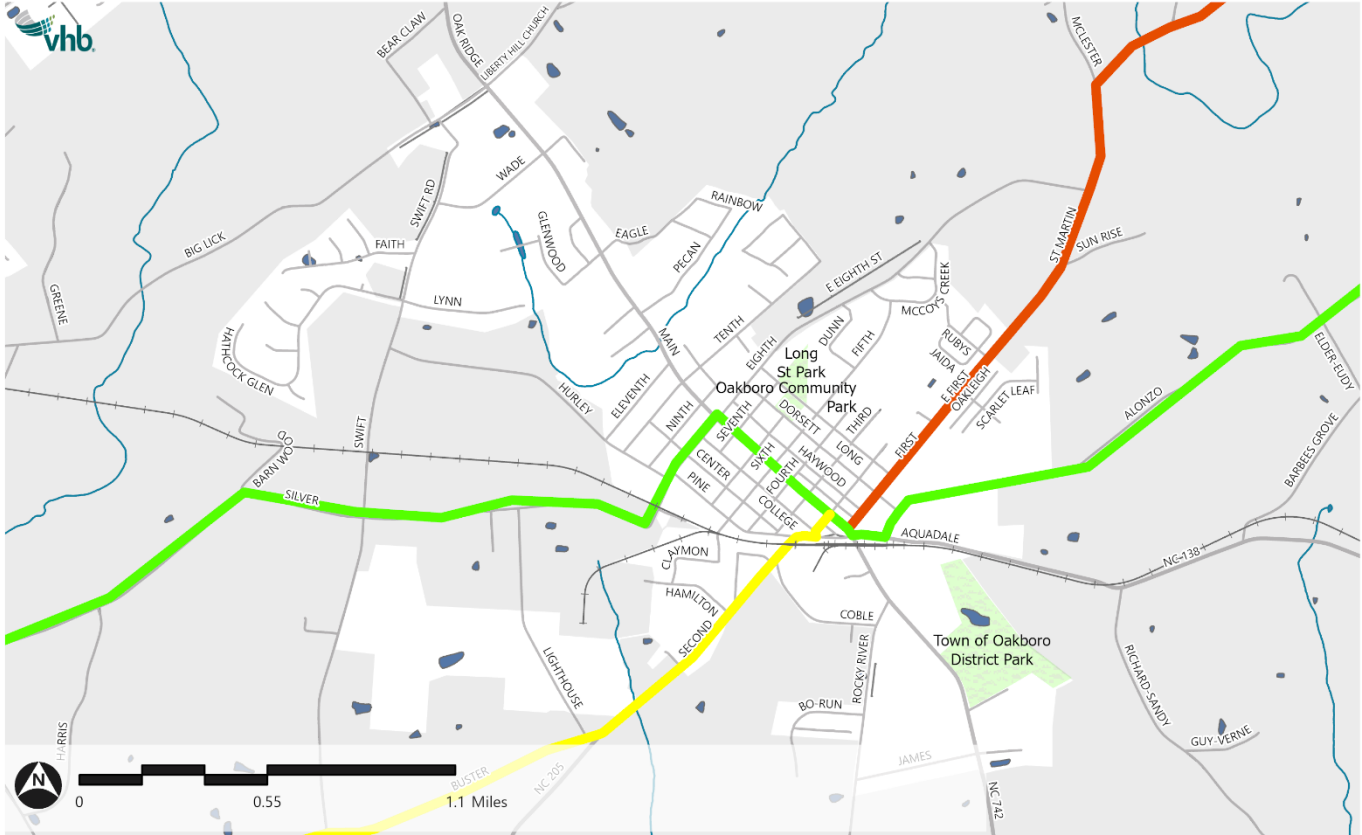 vhb
BEAR CLAW
OAK RIDGE
LIBERTY HILL CHURCH
MCLESTER
WADE
SWIFT RD
RAINBOW
GLENWOOD
EAGLE
ST MARTIN
SUN RISE
BIG LICK
FAITH
PECAN
E EIGHTH ST
GREENE
LYNN
MCCOYS CREEK
HATHCOCK GLEN
MAIN
TENTH
EIGHTH
DUNN
FIFTH
RUBYS
JAIDA
ELDER-EUDY
Long
St Park
Oakboro Community
Park
HURLEY
ELEVENTH
NINTH
SEVENTH
DORSETT
THIRD
E FIRST
OAKLEIGH
SCARLET LEAF
ALONZO
SWIFT
GO
BARN WO
CENTER
SIXTH
HAYWOOD
LONG
FIRST
BARBEES GROVE
SILVER
PINE
FOURTH
COLLEGE
AQUADALE
CLAYMON
NC-138
HAMILTON
COBLE
SECOND
Town of Oakboro
District Park
LIGHTHOUSE
ROCKY RIVER
RICHARD-SANDY
BO-RUN
HARRIS
GUY-VERNE
JAMES
BUSTER
NC 205
NC 742
N
0
0.55
1.1 Miles